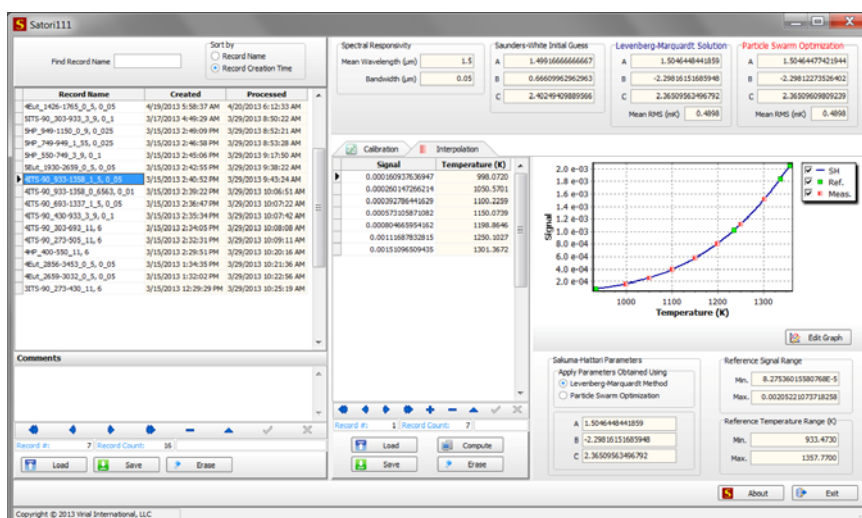 Satori111
Find Record Name
Sort by
Record Name
Record Creation Time
Record Name Created Processed
4Eut_1426-1765_0_5, 0_05 4/19/2013 5:58:37 AM 4/20/2013 6:12:33 AM
5ITS-90_303-933_3_9, 0_1 3/17/2013 4:49:29 AM 3/29/2013 8:50:22 AM
5HP_949-1150_0_9, 0_025 3/15/2013 2:49:09 PM 3/29/2013 8:52:21 AM
5HP_749-949_1_55, 0_025 3/15/2013 2:46:58 PM 3/29/2013 8:53:28 AM
5HP_550-749_3_9, 0_1 3/15/2013 2:45:06 PM 3/29/2013 9:17:50 AM
5Eut_1930-2659_0_5, 0_05 3/15/2013 2:42:55 PM 3/29/2013 9:38:22 AM
4ITS-90_933-1358_1_5, 0_05 3/15/2013 2:40:52 PM 3/29/2013 9:43:24 AM
4ITS-90_933-1358_0_6563, 0_01 3/15/2013 2:39:22 PM 3/29/2013 10:06:51 AM
4ITS-90_693-1337_1_5, 0_05 3/15/2013 2:36:47 PM 3/29/2013 10:07:22 AM
4ITS-90_430-933_3_9, 0_1 3/15/2013 2:35:34 PM 3/29/2013 10:07:42 AM
4ITS-90_303-693_11, 6 3/15/2013 2:34:05 PM 3/29/2013 10:08:08 AM
4ITS-90_273-505_11, 6 3/15/2013 2:32:31 PM 3/29/2013 10:09:11 AM
4HP_400-550_11, 6 3/15/2013 2:29:51 PM 3/29/2013 10:20:16 AM
4Eut_2856-3453_0_5, 0_05 3/15/2013 1:34:35 PM 3/29/2013 10:21:36 AM
4Eut_2659-3032_0_5, 0_05 3/15/2013 1:32:02 PM 3/29/2013 10:22:56 AM
3ITS-90_273-430_11, 6 3/15/2013 12:29:29 PM 3/29/2013 10:25:19 AM
Comments
Record #: 7 Record Count: 16
Load Save Erase
Spectral Responsivity
Mean Wavelength (μm) 1.5
Bandwidth (μm) 0.05
Saunders-White Initial Guess
A 1.49916666666667
B 0.66609962962963
C 2.40249409889566
Levenberg-Marquardt Solution
A 1.5046448441859
B -2.29816151685948
C 2.36509563496792
Mean RMS (mK) 0.4898
Particle Swarm Optimization
A 1.50464477421944
B -2.29812273526402
C 2.36509609809239
Mean RMS (mK) 0.4898
Calibration Interpolation
Signal Temperature (K)
0.000160937636947 998.0720
0.000260147266214 1050.5701
0.000392786441629 1100.2259
0.000573105871082 1150.0739
0.000804665954162 1198.8646
0.00111687832815 1250.1027
0.00151096509435 1301.3672
Record #: 1 Record Count: 7
Load Compute
Save Erase
2.0 e-03
1.8 e-03
1.6 e-03
1.4 e-03
1.2 e-03
1.0 e-03
8.0 e-04
6.0 e-04
4.0 e-04
2.0 e-04
Signal
1000 1100 1200 1300
Temperature (K)
SH
Ref.
Meas.
Edit Graph
Sakuma-Hattori Parameters
Apply Parameters Obtained Using
Levenberg-Marquardt Method
Particle Swarm Optimization
A 1.5046448441859
B -2.29816151685948
C 2.36509563496792
Reference Signal Range
Min. 8.27536015580768E-5
Max. 0.00205221073718258
Reference Temperature Range (K)
Min. 933.4730
Max. 1357.7700
About Exit
Copyright © 2013 Virial International, LLC